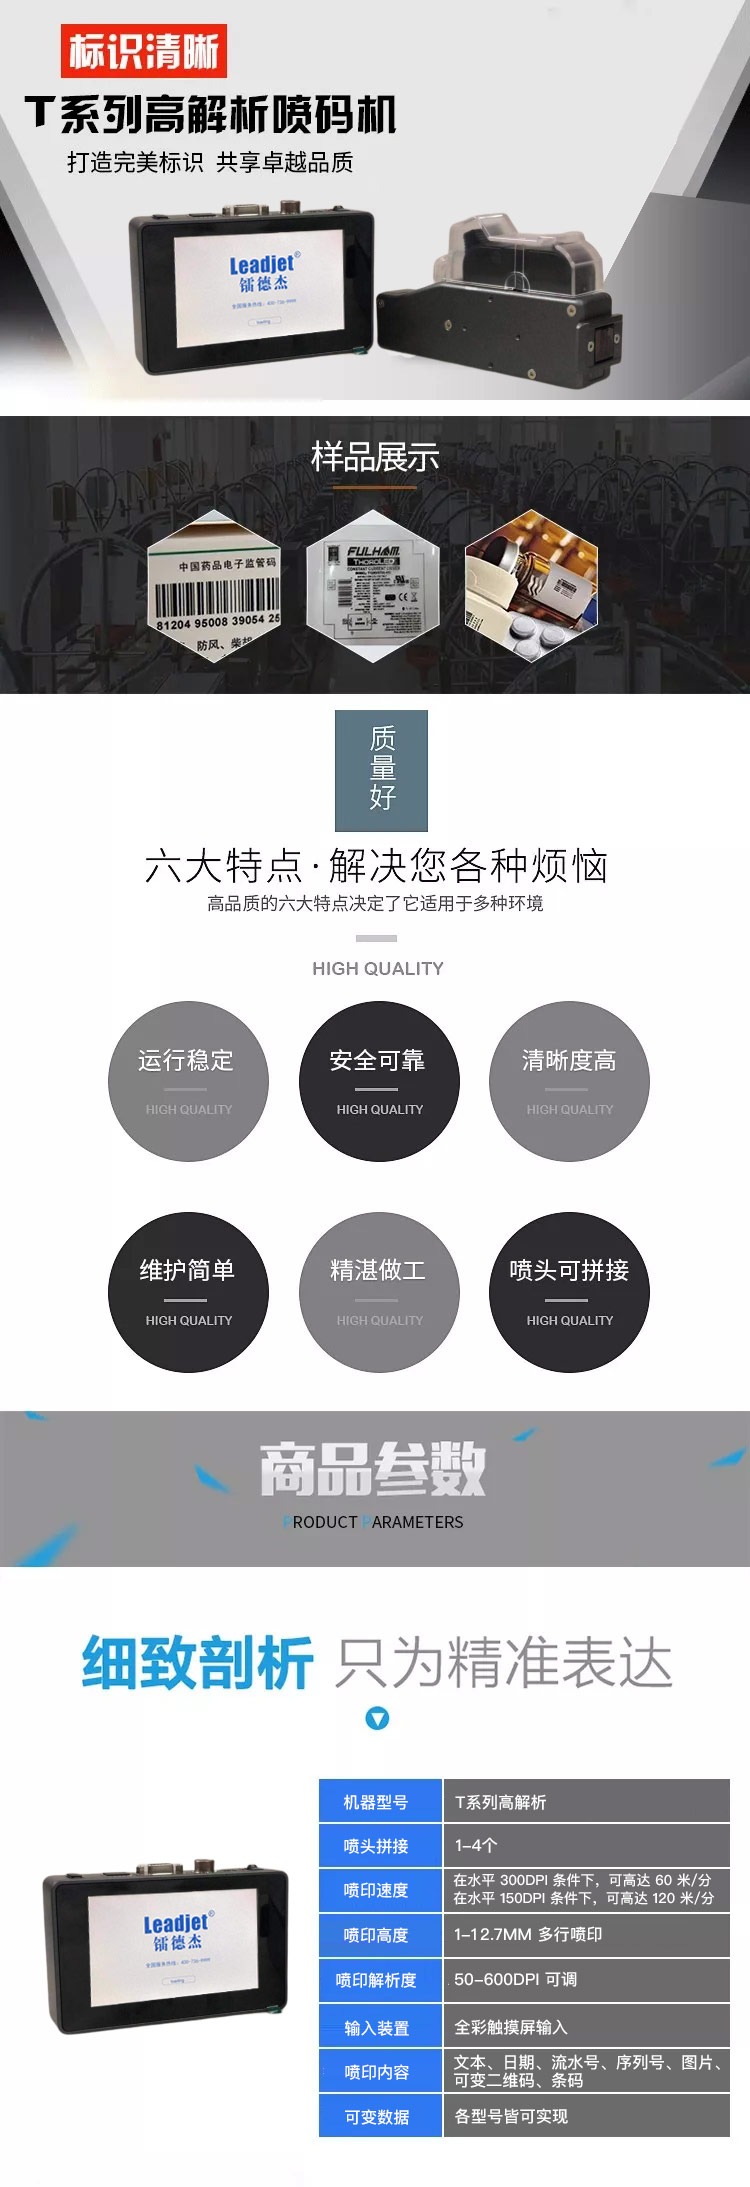 标识清晰
T系列高解析喷码机
打造完美标识 共享卓越品质
Leadjet®
镭德杰
样品展示
中国药品电子监管码
81204 95008 39054 25
防风、柴胡
FULHAM
THOROLED
CONSTANT CURRENT DRIVER
质量好
六大特点·解决您各种烦恼
高品质的六大特点决定了它适用于多种环境
HIGH QUALITY
运行稳定
HIGH QUALITY
安全可靠
HIGH QUALITY
清晰度高
HIGH QUALITY
维护简单
HIGH QUALITY
精湛做工
HIGH QUALITY
喷头可拼接
HIGH QUALITY
商品参数
PRODUCT PARAMETERS
细致剖析 只为精准表达
Leadjet®
镭德杰
机器型号 T系列高解析
喷头拼接 1-4个
喷印速度 在水平 300DPI 条件下，可高达 60 米/分
在水平 150DPI 条件下，可高达 120 米/分
喷印高度 1-12.7MM 多行喷印
喷印解析度 50-600DPI 可调
输入装置 全彩触摸屏输入
喷印内容 文本、日期、流水号、序列号、图片、
可变二维码、条码
可变数据 各型号皆可实现